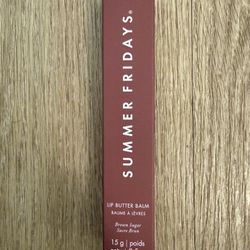 SUMMER FRIDAYS®
LIP BUTTER BALM
BAUME À LÈVRES
Brown Sugar
Sucre Brun
15 g | poids